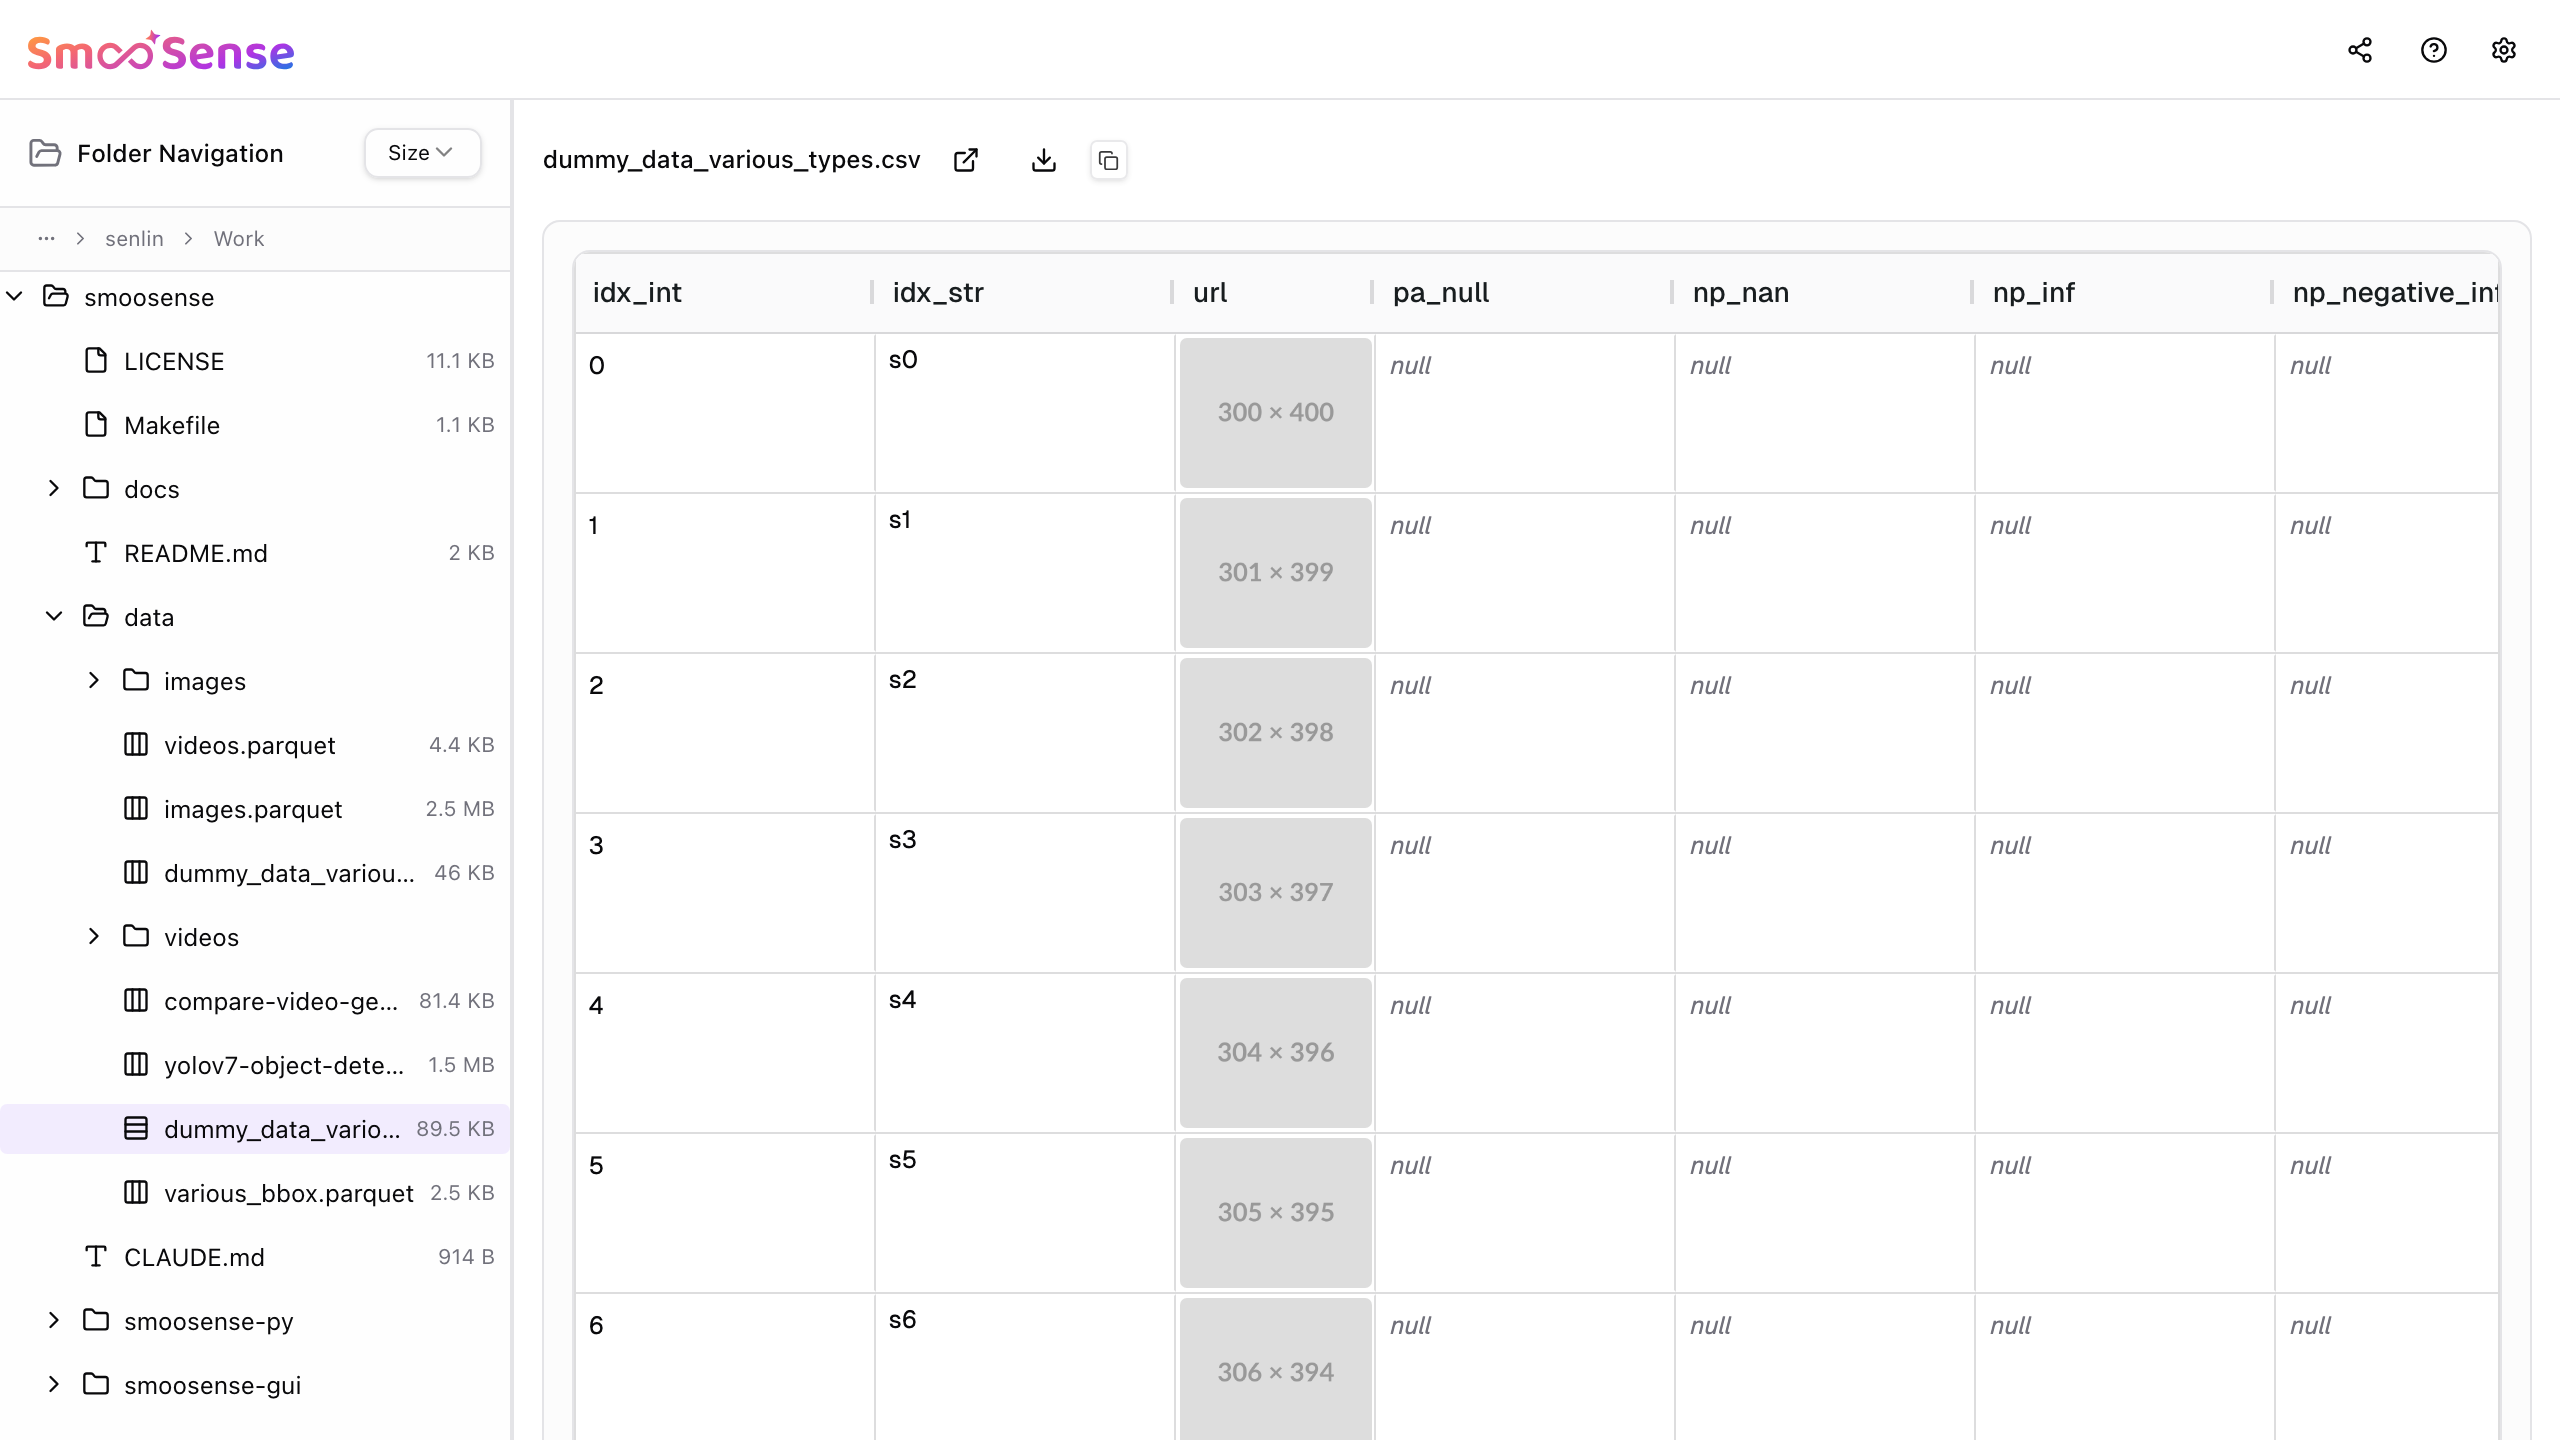 SmooSense
Folder Navigation
Size
... > senlin > Work
smoosense
LICENSE 11.1 KB
Makefile 1.1 KB
docs
README.md 2 KB
data
images
videos.parquet 4.4 KB
images.parquet 2.5 MB
dummy_data_variou... 46 KB
videos
compare-video-ge... 81.4 KB
yolov7-object-dete... 1.5 MB
dummy_data_vario... 89.5 KB
various_bbox.parquet 2.5 KB
CLAUDE.md 914 B
smoosense-py
smoosense-gui
dummy_data_various_types.csv
idx_int idx_str url pa_null np_nan np_inf np_negative_inf
0 s0 300 × 400 null null null null
1 s1 301 × 399 null null null null
2 s2 302 × 398 null null null null
3 s3 303 × 397 null null null null
4 s4 304 × 396 null null null null
5 s5 305 × 395 null null null null
6 s6 306 × 394 null null null null